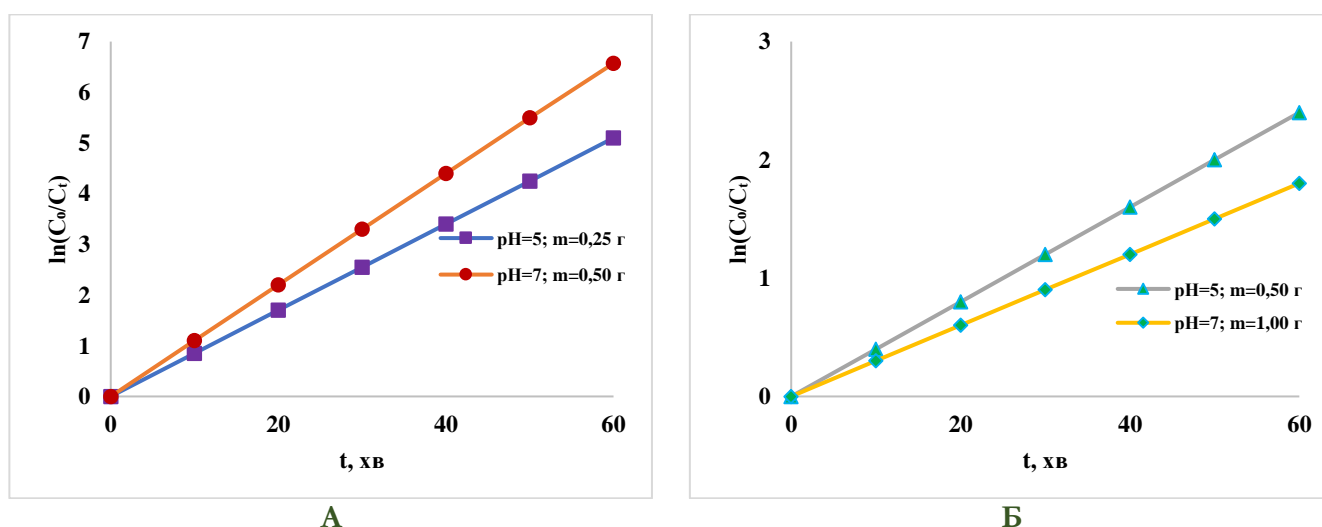 7
6
5
4
3
2
1
0
ln(C₀/Cₜ)
0 20 40 60
t, хв
pH=5; m=0,25 г
pH=7; m=0,50 г
А
3
2
1
0
ln(C₀/Cₜ)
0 20 40 60
t, хв
pH=5; m=0,50 г
pH=7; m=1,00 г
Б